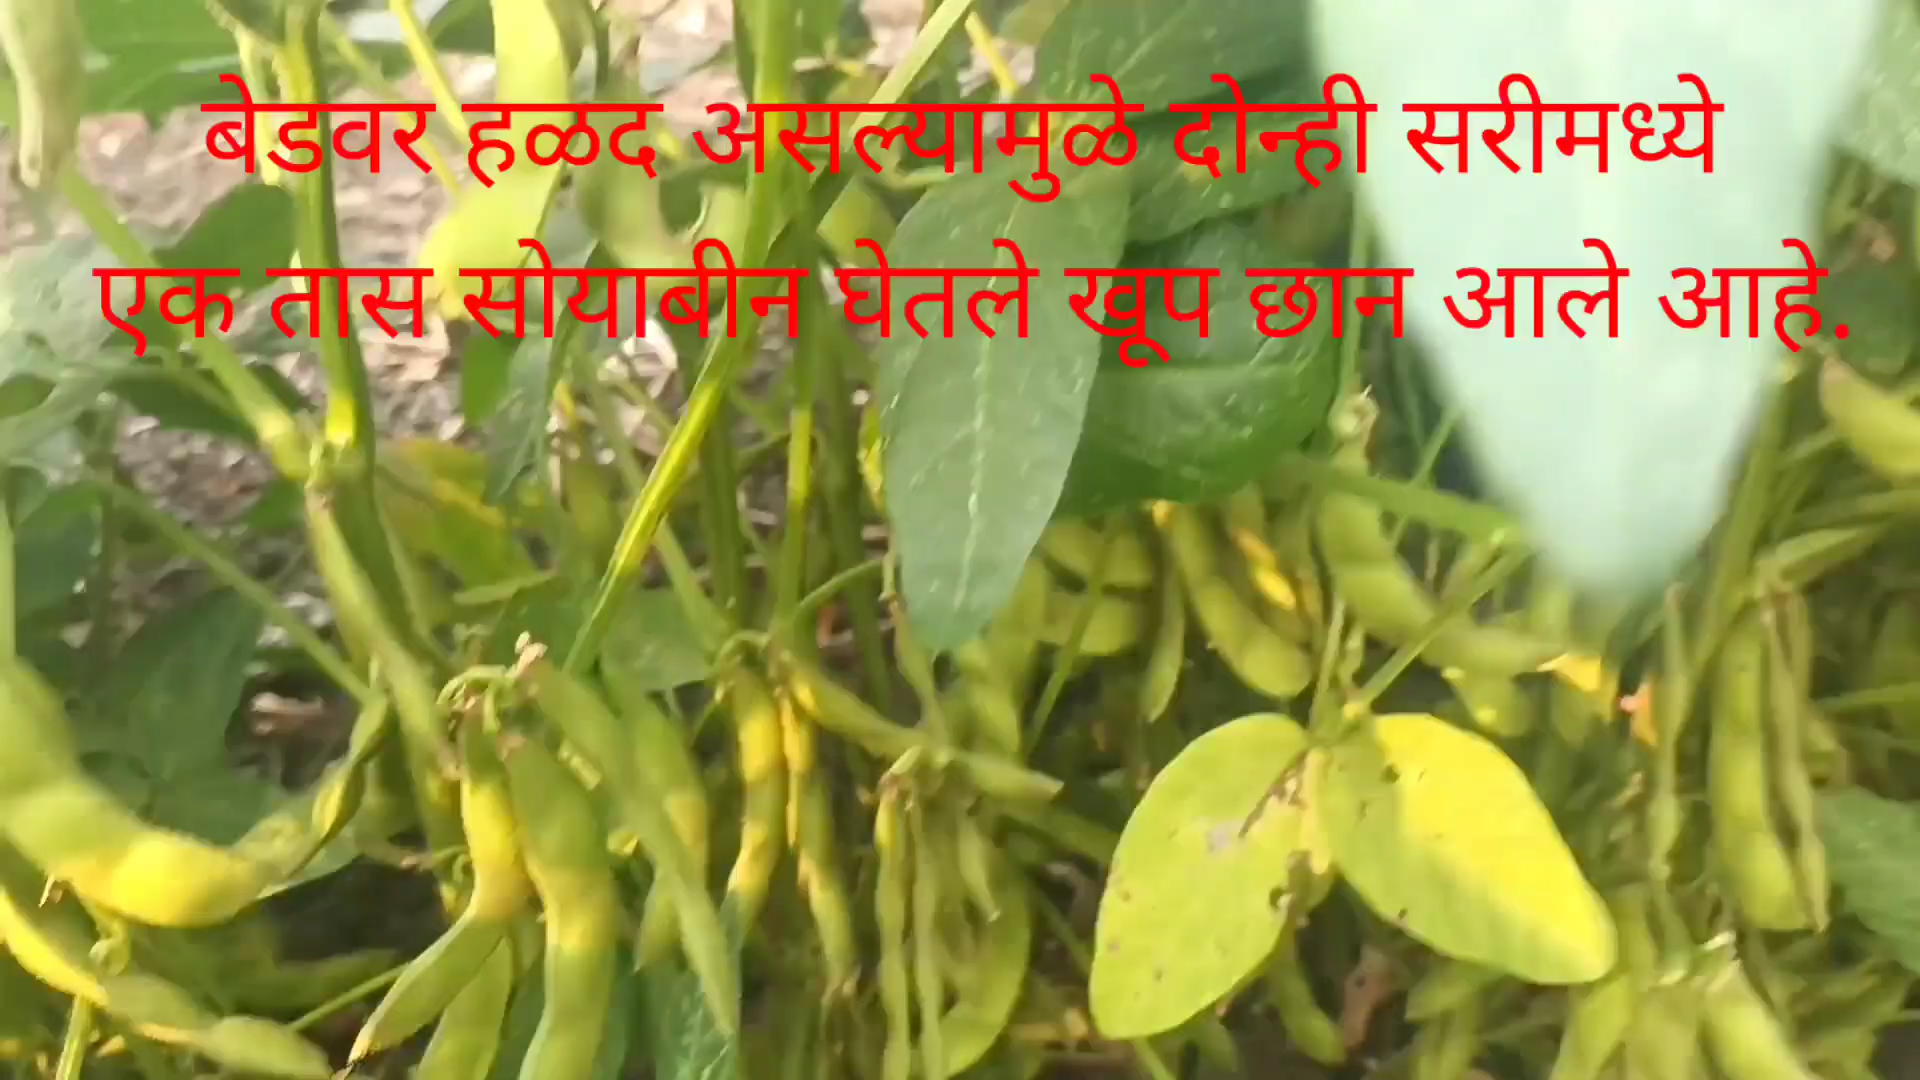 बेडवर हळद असल्यामुळे दोन्ही सरीमध्ये
एक तास सोयाबीन घेतले खूप छान आले आहे.